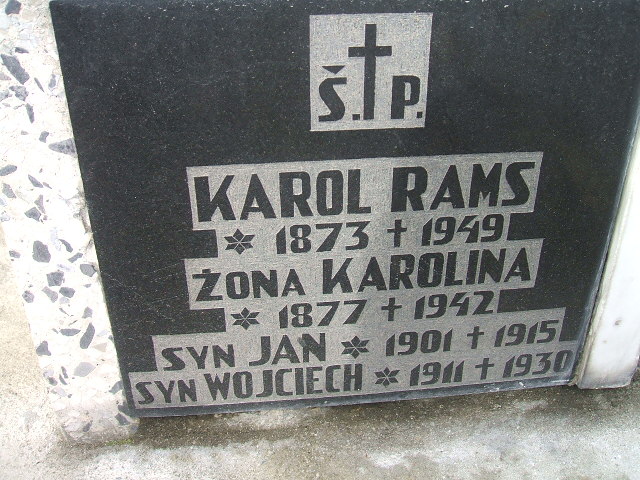 Š.✝P.
KAROL RAMS
* 1873 ✝ 1949
ŻONA KAROLINA
* 1877 ✝ 1942
SYN JAN * 1901 ✝ 1915
SYN WOJCIECH * 1911 ✝ 1930